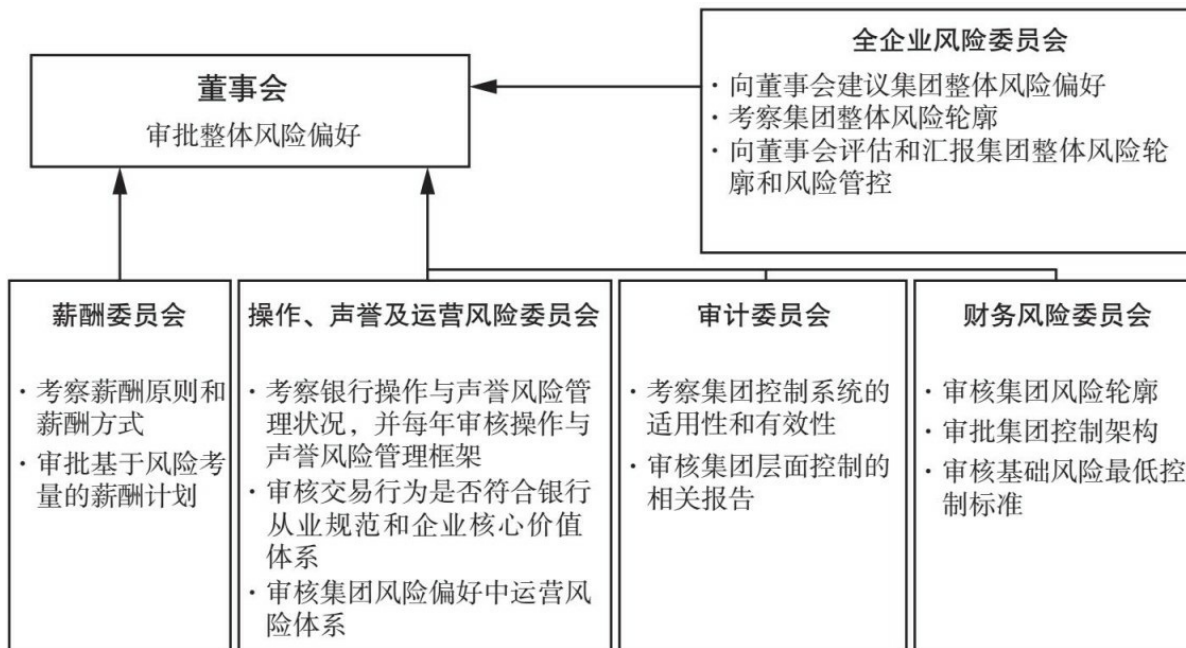 董事会
审批整体风险偏好
全企业风险委员会
· 向董事会建议集团整体风险偏好
· 考察集团整体风险轮廓
· 向董事会评估和汇报集团整体风险轮
廓和风险管控
薪酬委员会
· 考察薪酬原则和
薪酬方式
· 审批基于风险考
量的薪酬计划
操作、声誉及运营风险委员会
· 考察银行操作与声誉风险管
理状况，并每年审核操作与
声誉风险管理框架
· 审核交易行为是否符合银行
从业规范和企业核心价值
体系
· 审核集团风险偏好中运营风
险体系
审计委员会
· 考察集团控制系统的
适用性和有效性
· 审核集团层面控制的
相关报告
财务风险委员会
· 审核集团风险轮廓
· 审批集团控制架构
· 审核基础风险最低控
制标准